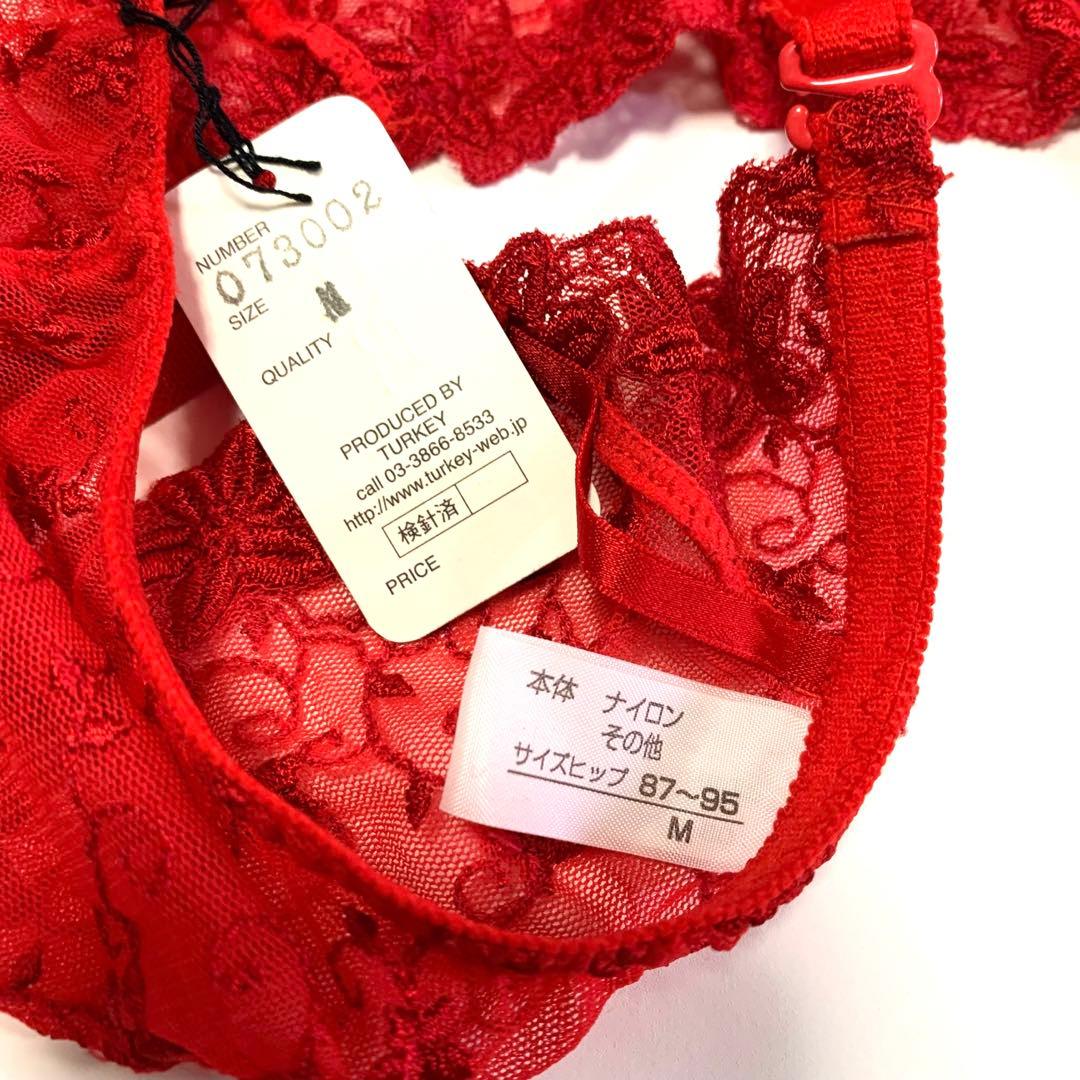 NUMBER
073002
SIZE M
QUALITY
PRODUCED BY
TURKEY
call 03-3866-8533
http://www.turkey-web.jp
検針済
PRICE
本体 ナイロン
その他
サイズヒップ 87～95
M